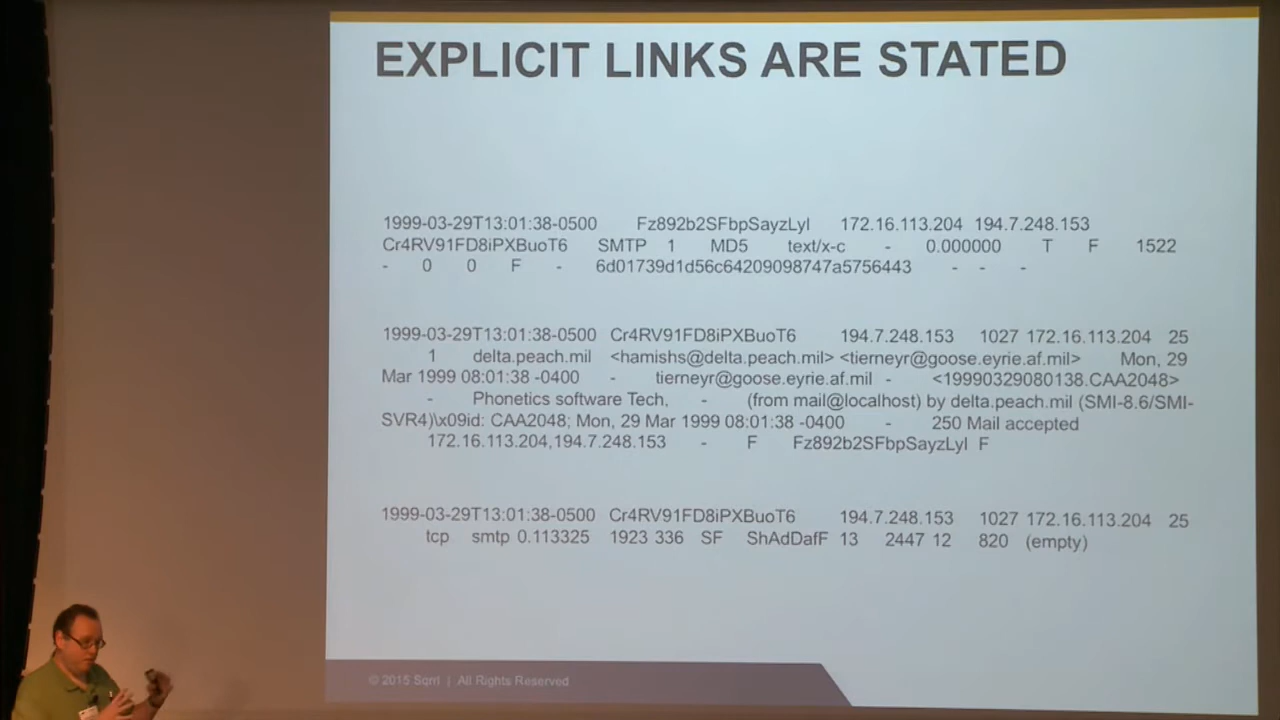 EXPLICIT LINKS ARE STATED
1999-03-29T13:01:38-0500 Fz892b2SFbpSayzLyl 172.16.113.204 194.7.248.153
Cr4RV91FD8iPXBuoT6 SMTP 1 MD5 text/x-c - 0.000000 T F 1522
- 0 0 F - 6d01739d1d56c64209098747a5756443 - - -
1999-03-29T13:01:38-0500 Cr4RV91FD8iPXBuoT6 194.7.248.153 1027 172.16.113.204 25
1 delta.peach.mil <hamishs@delta.peach.mil> <tierneyr@goose.eyrie.af.mil> Mon, 29
Mar 1999 08:01:38 -0400 - tierneyr@goose.eyrie.af.mil - <19990329080138.CAA2048>
- Phonetics software Tech, - (from mail@localhost) by delta.peach.mil (SMI-8.6/SMI-
SVR4)\x09id: CAA2048; Mon, 29 Mar 1999 08:01:38 -0400 - 250 Mail accepted
172.16.113.204,194.7.248.153 - F Fz892b2SFbpSayzLyl F
1999-03-29T13:01:38-0500 Cr4RV91FD8iPXBuoT6 194.7.248.153 1027 172.16.113.204 25
tcp smtp 0.113325 1923 336 SF ShAdDafF 13 2447 12 820 (empty)
© 2015 Sqrrl | All Rights Reserved